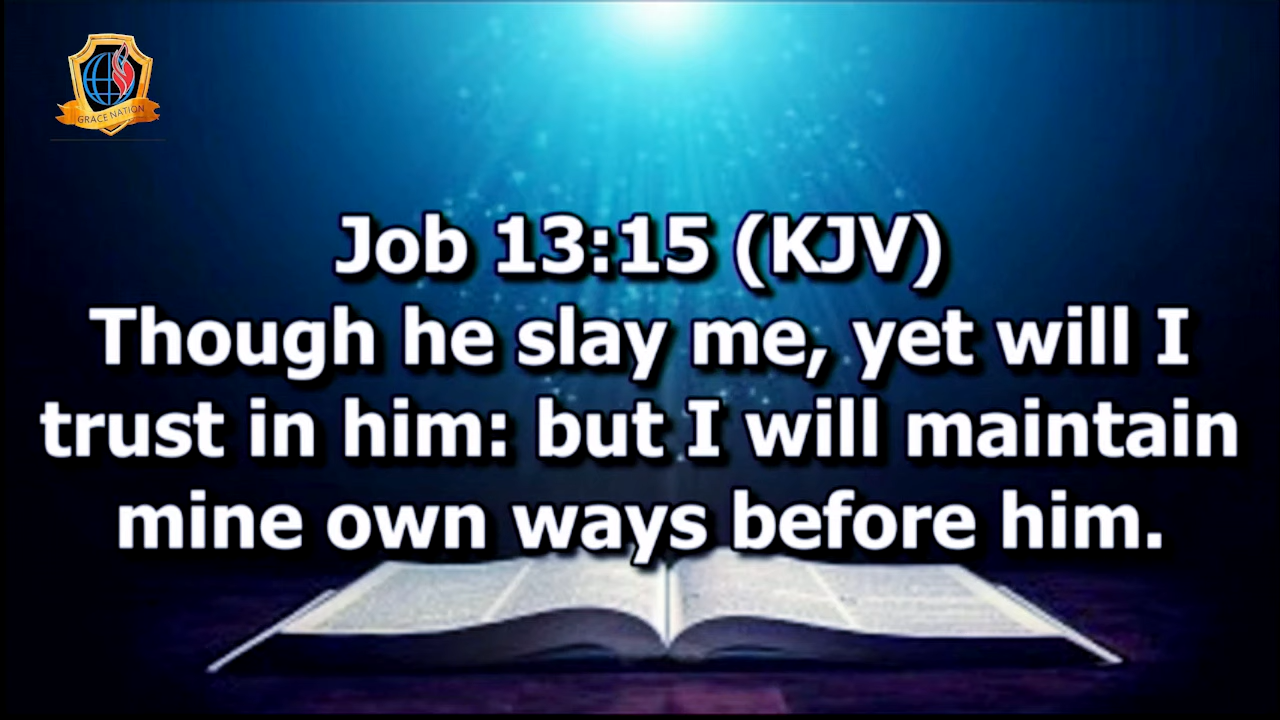 GRACE NATION
Job 13:15 (KJV)
Though he slay me, yet will I
trust in him: but I will maintain
mine own ways before him.